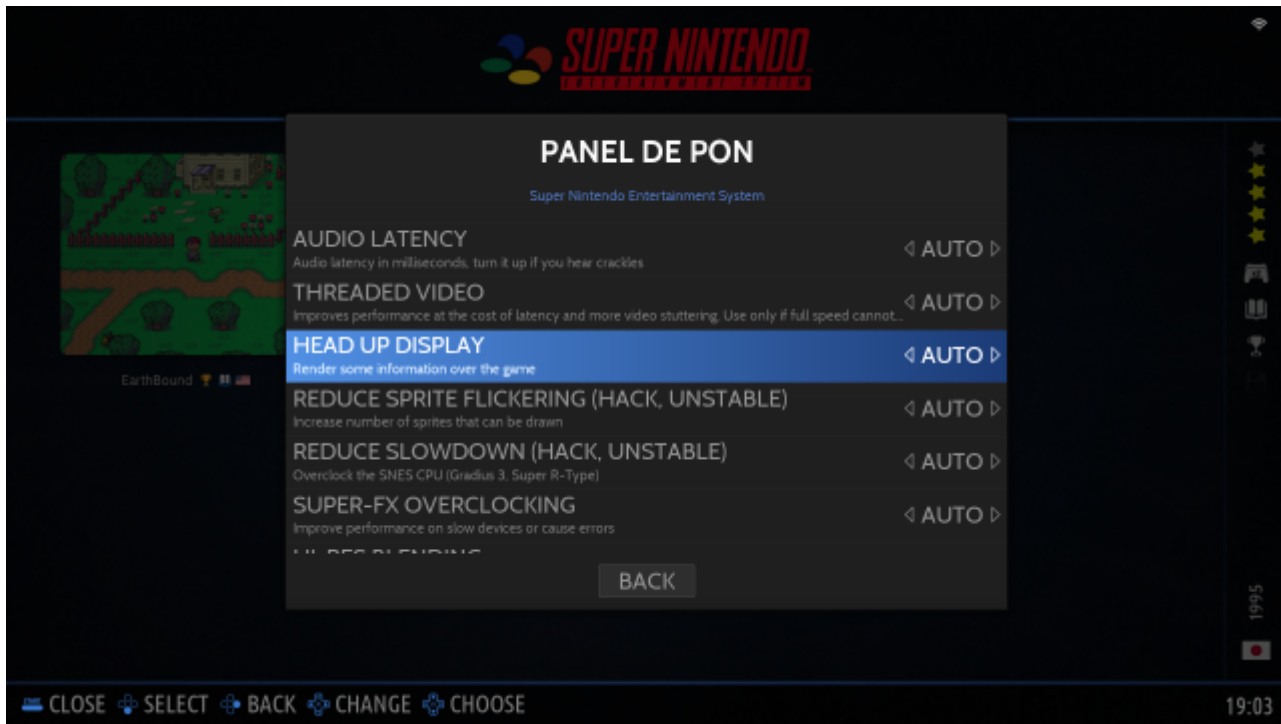 SUPER NINTENDO
ENTERTAINMENT SYSTEM
PANEL DE PON
Super Nintendo Entertainment System
AUDIO LATENCY
Audio latency in milliseconds, turn it up if you hear crackles
AUTO
THREADED VIDEO
Improves performance at the cost of latency and more video stuttering. Use only if full speed cannot...
AUTO
HEAD UP DISPLAY
Render some information over the game
AUTO
REDUCE SPRITE FLICKERING (HACK, UNSTABLE)
Increase number of sprites that can be drawn
AUTO
REDUCE SLOWDOWN (HACK, UNSTABLE)
Overclock the SNES CPU (Gradius 3, Super R-Type)
AUTO
SUPER-FX OVERCLOCKING
Improve performance on slow devices or cause errors
AUTO
HI-RES BLENDING
BACK
EarthBound
1995
CLOSE SELECT BACK CHANGE CHOOSE
19:03